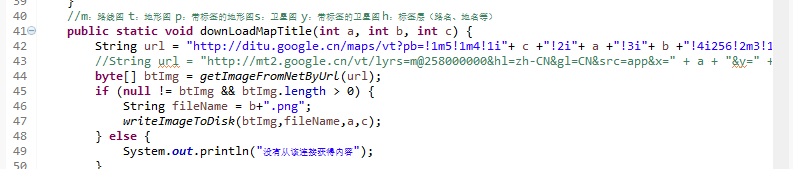 39
40 //m：路线图 t：地形图 p：带标签的地形图s：卫星图 y：带标签的卫星图 h：标签层（路名、地名等）
41 public static void downLoadMapTitle(int a, int b, int c) {
42 String url = "http://ditu.google.cn/maps/vt?pb=!1m5!1m4!1i"+ c +"!2i"+ a +"!3i"+ b +"!4i256!2m3!1
43 //String url = "http://mt2.google.cn/vt/lyrs=m@258000000&hl=zh-CN&gl=CN&src=app&x=" + a + "&y=" +
44 byte[] btImg = getImageFromNetByUrl(url);
45 if (null != btImg && btImg.length > 0) {
46 String fileName = b+".png";
47 writeImageToDisk(btImg,fileName,a,c);
48 } else {
49 System.out.println("没有从该连接获得内容");
50 }